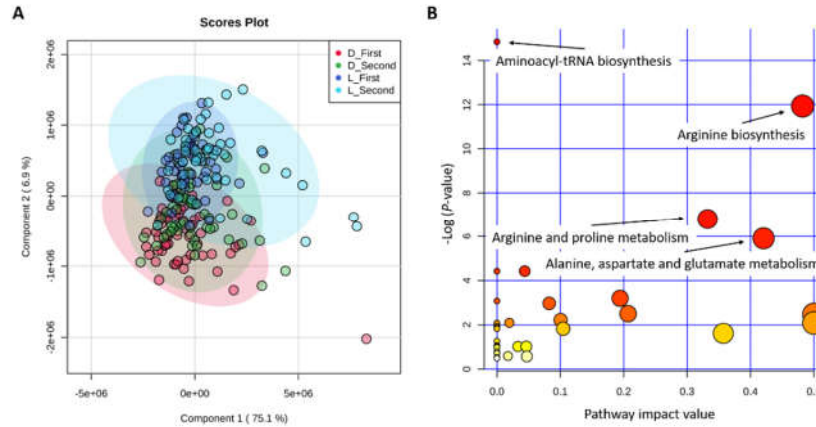 A
Scores Plot
D_First
D_Second
L_First
L_Second
Component 2 ( 6.9 %)
1e+06
0e+00
-1e+06
-2e+06
-5e+06 0e+00 5e+06
Component 1 ( 75.1 %)
B
-Log (P-value)
14
12
10
8
6
4
2
0
Aminoacyl-tRNA biosynthesis
Arginine biosynthesis
Arginine and proline metabolism
Alanine, aspartate and glutamate metabolism
0.0 0.1 0.2 0.3 0.4
Pathway impact value